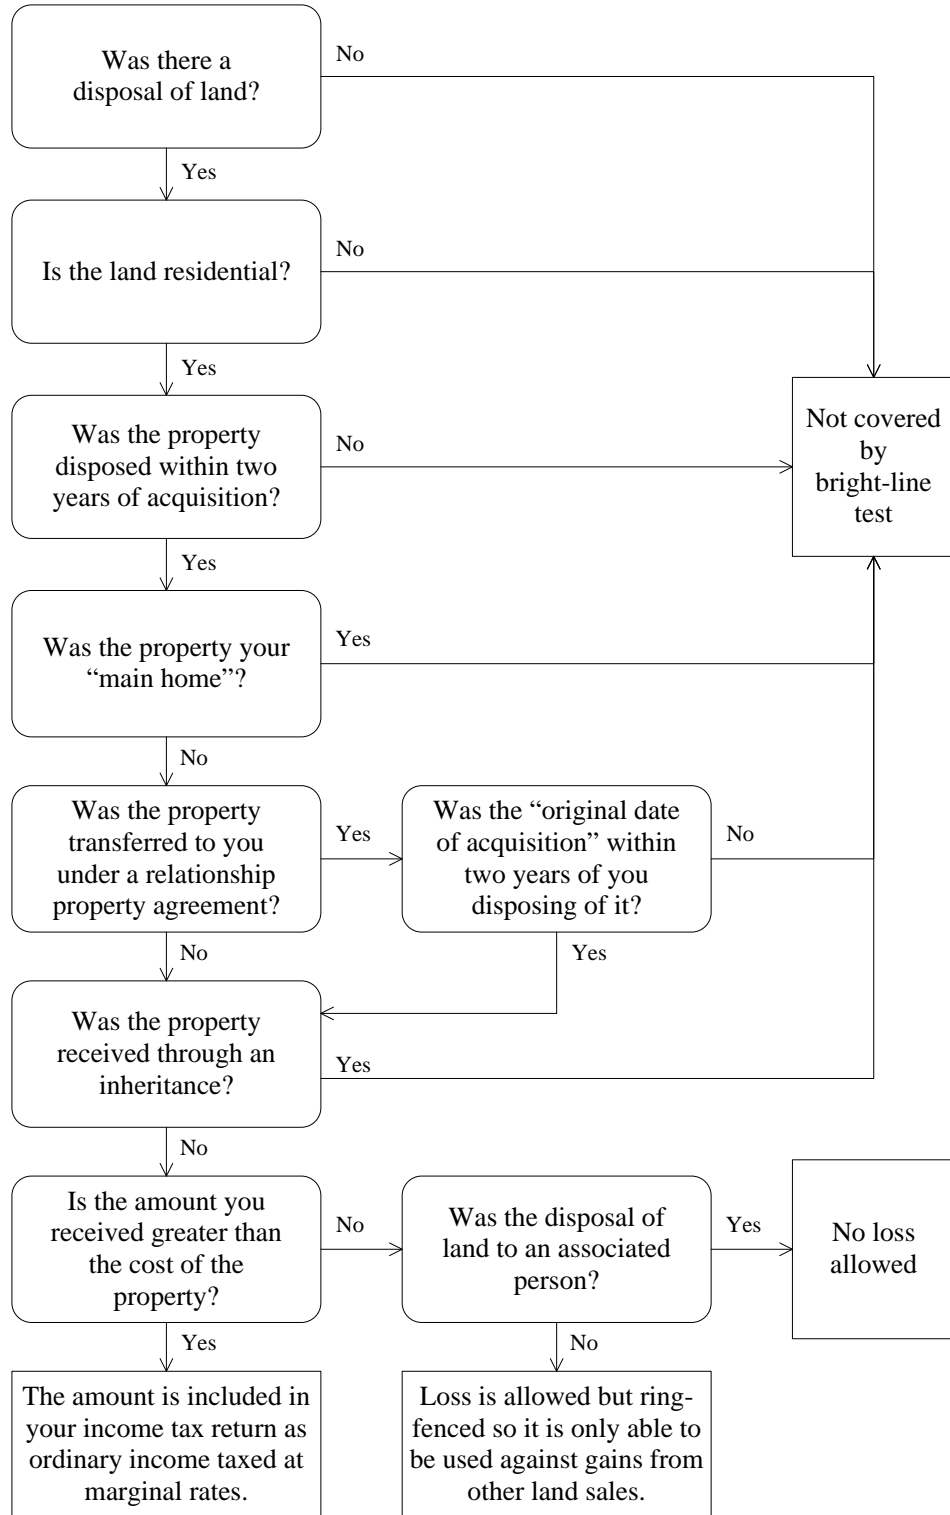 Was there a
disposal of land?
No
Yes
Is the land residential?
No
Yes
Was the property
disposed within two
years of acquisition?
No
Not covered
by
bright-line
test
Yes
Was the property your
“main home”?
Yes
No
Was the property
transferred to you
under a relationship
property agreement?
Yes
Was the “original date
of acquisition” within
two years of you
disposing of it?
No
No
Yes
Was the property
received through an
inheritance?
Yes
No
Is the amount you
received greater than
the cost of the
property?
No
Was the disposal of
land to an associated
person?
Yes
No loss
allowed
Yes
No
The amount is included in
your income tax return as
ordinary income taxed at
marginal rates.
Loss is allowed but ring-
fenced so it is only able to
be used against gains from
other land sales.